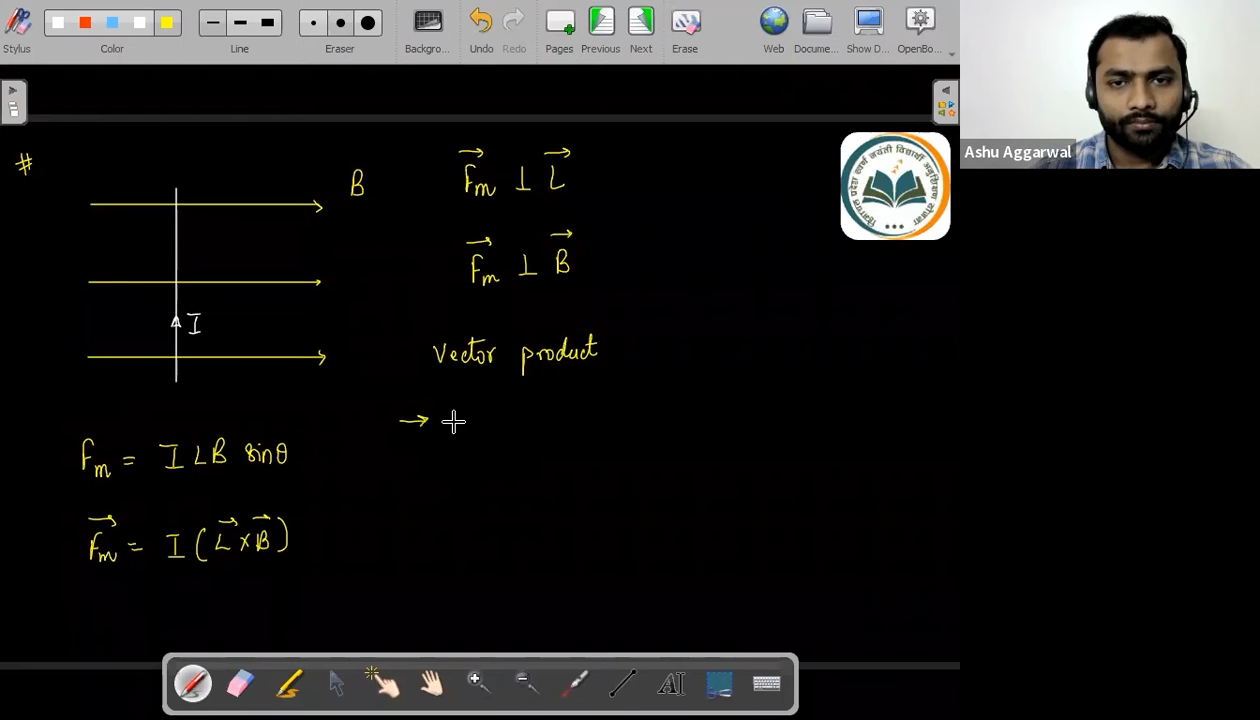 Color
Line
Eraser
Stylus
Backgro...
Undo
Redo
Pages
Previous
Next
Erase
Web
Docume...
Show D...
OpenBo...
Ashu Aggarwal
#
B
I
Fm ⊥ L
Fm ⊥ B
Vector product
→
Fm = I L B sinθ
Fm = I ( L × B )
AI